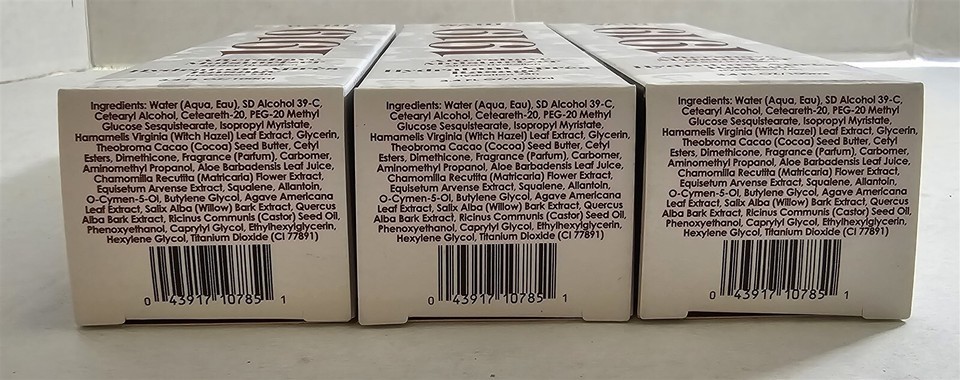 1919
1919
1919
Ingredients: Water (Aqua, Eau), SD Alcohol 39-C,
Cetearyl Alcohol, Ceteareth-20, PEG-20 Methyl
Glucose Sesquistearate, Isopropyl Myristate,
Hamamelis Virginia (Witch Hazel) Leaf Extract, Glycerin,
Theobroma Cacao (Cocoa) Seed Butter, Cetyl
Esters, Dimethicone, Fragrance (Parfum), Carbomer,
Aminomethyl Propanol, Aloe Barbadensis Leaf Juice,
Chamomilla Recutita (Matricaria) Flower Extract,
Equisetum Arvense Extract, Squalene, Allantoin,
O-Cymen-5-Ol, Butylene Glycol, Agave Americana
Leaf Extract, Salix Alba (Willow) Bark Extract, Quercus
Alba Bark Extract, Ricinus Communis (Castor) Seed Oil,
Phenoxyethanol, Caprylyl Glycol, Ethylhexylglycerin,
Hexylene Glycol, Titanium Dioxide (CI 77891)
0 43917 10785 1
Ingredients: Water (Aqua, Eau), SD Alcohol 39-C,
Cetearyl Alcohol, Ceteareth-20, PEG-20 Methyl
Glucose Sesquistearate, Isopropyl Myristate,
Hamamelis Virginia (Witch Hazel) Leaf Extract, Glycerin,
Theobroma Cacao (Cocoa) Seed Butter, Cetyl
Esters, Dimethicone, Fragrance (Parfum), Carbomer,
Aminomethyl Propanol, Aloe Barbadensis Leaf Juice,
Chamomilla Recutita (Matricaria) Flower Extract,
Equisetum Arvense Extract, Squalene, Allantoin,
O-Cymen-5-Ol, Butylene Glycol, Agave Americana
Leaf Extract, Salix Alba (Willow) Bark Extract, Quercus
Alba Bark Extract, Ricinus Communis (Castor) Seed Oil,
Phenoxyethanol, Caprylyl Glycol, Ethylhexylglycerin,
Hexylene Glycol, Titanium Dioxide (CI 77891)
0 43917 10785 1
Ingredients: Water (Aqua, Eau), SD Alcohol 39-C,
Cetearyl Alcohol, Ceteareth-20, PEG-20 Methyl
Glucose Sesquistearate, Isopropyl Myristate,
Hamamelis Virginia (Witch Hazel) Leaf Extract, Glycerin,
Theobroma Cacao (Cocoa) Seed Butter, Cetyl
Esters, Dimethicone, Fragrance (Parfum), Carbomer,
Aminomethyl Propanol, Aloe Barbadensis Leaf Juice,
Chamomilla Recutita (Matricaria) Flower Extract,
Equisetum Arvense Extract, Squalene, Allantoin,
O-Cymen-5-Ol, Butylene Glycol, Agave Americana
Leaf Extract, Salix Alba (Willow) Bark Extract, Quercus
Alba Bark Extract, Ricinus Communis (Castor) Seed Oil,
Phenoxyethanol, Caprylyl Glycol, Ethylhexylglycerin,
Hexylene Glycol, Titanium Dioxide (CI 77891)
0 43917 10785 1